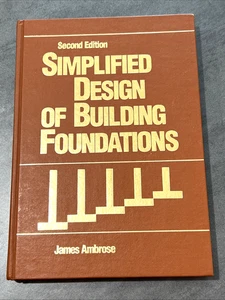 Second Edition
SIMPLIFIED
DESIGN
OF BUILDING
FOUNDATIONS
James Ambrose